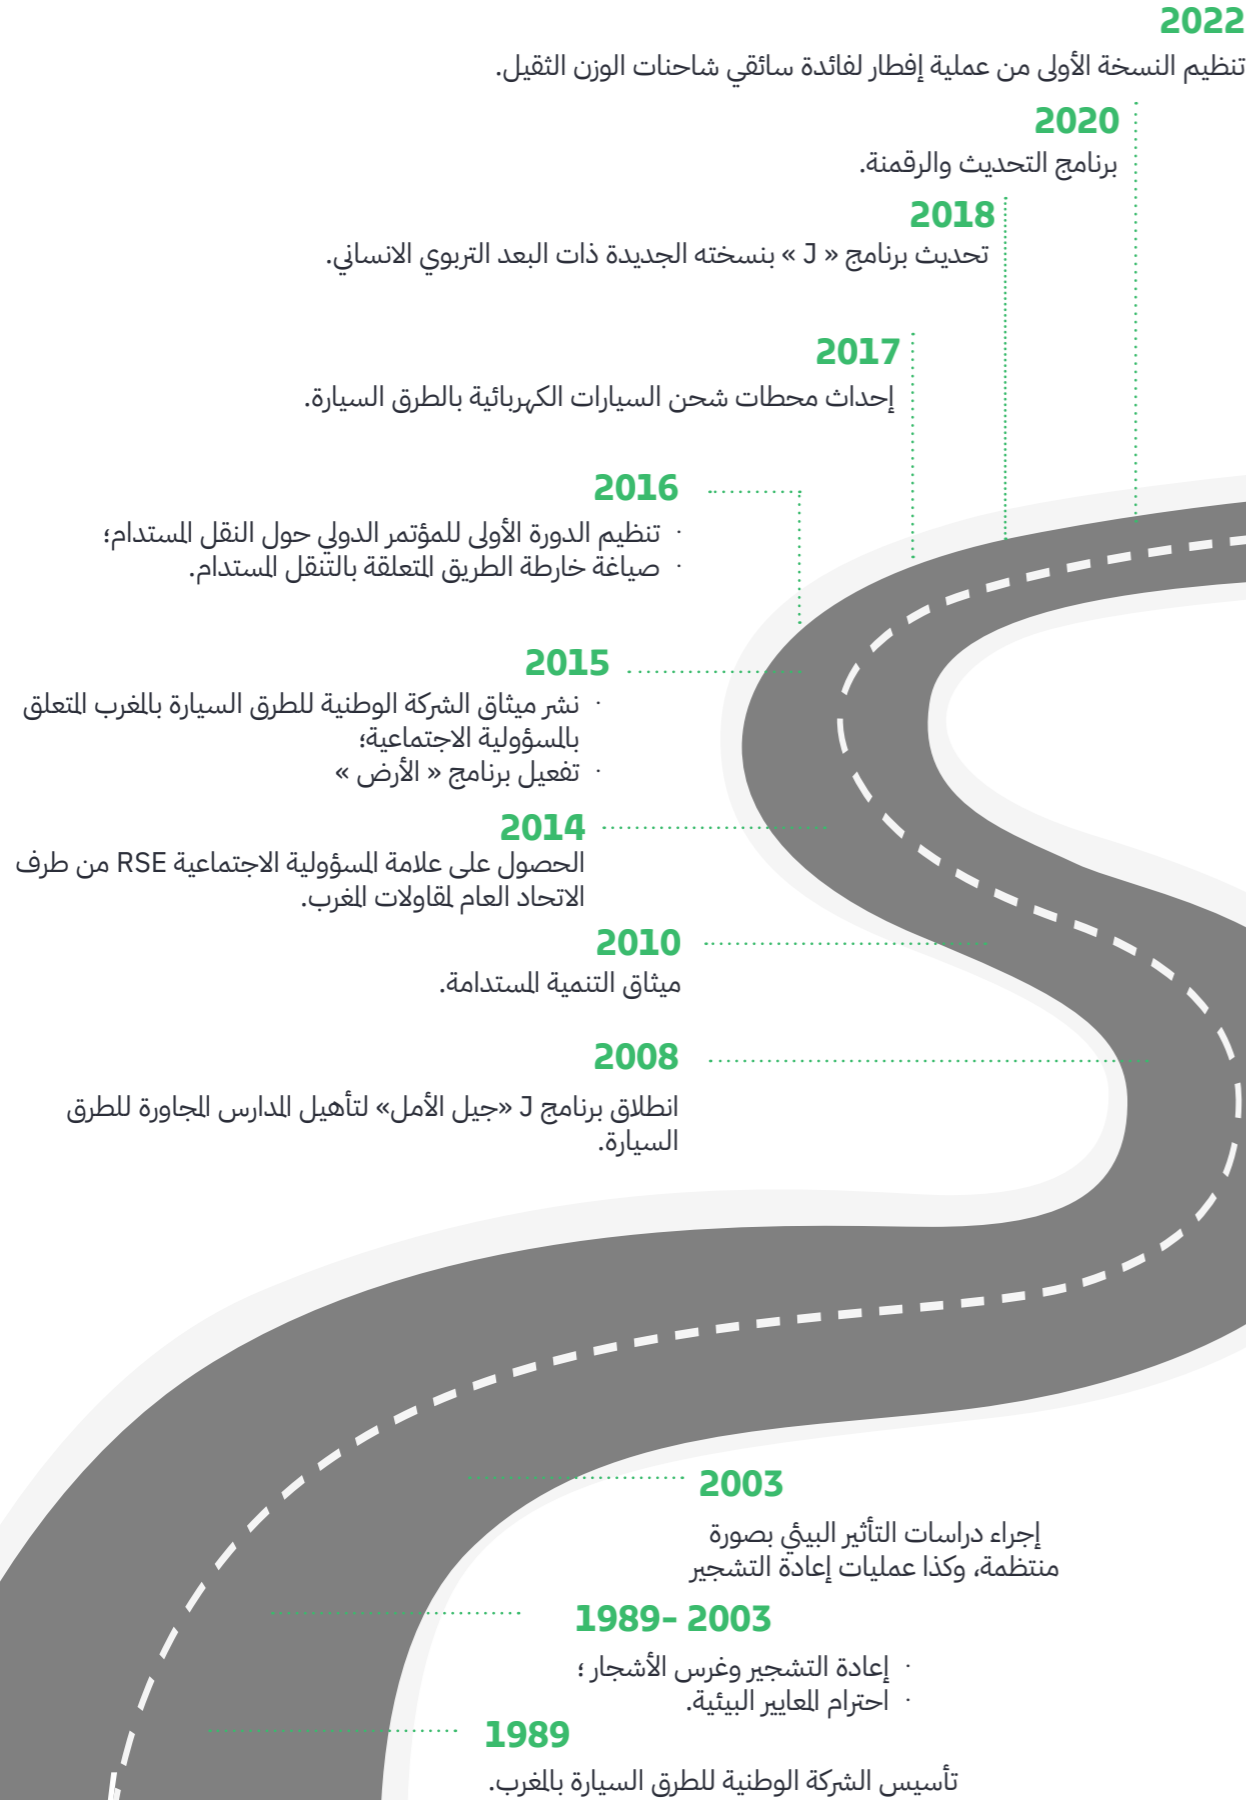 2022
تنظيم النسخة الأولى من عملية إفطار لفائدة سائقي شاحنات الوزن الثقيل.
2020
برنامج التحديث والرقمنة.
2018
تحديث برنامج « J » بنسخته الجديدة ذات البعد التربوي الانساني.
2017
إحداث محطات شحن السيارات الكهربائية بالطرق السيارة.
2016
· تنظيم الدورة الأولى للمؤتمر الدولي حول النقل المستدام؛
· صياغة خارطة الطريق المتعلقة بالتنقل المستدام.
2015
· نشر ميثاق الشركة الوطنية للطرق السيارة بالمغرب المتعلق
بالمسؤولية الاجتماعية؛
· تفعيل برنامج « الأرض »
2014
الحصول على علامة المسؤولية الاجتماعية RSE من طرف
الاتحاد العام لمقاولات المغرب.
2010
ميثاق التنمية المستدامة.
2008
انطلاق برنامج J «جيل الأمل» لتأهيل المدارس المجاورة للطرق
السيارة.
2003
إجراء دراسات التأثير البيئي بصورة
منتظمة، وكذا عمليات إعادة التشجير
1989- 2003
· إعادة التشجير وغرس الأشجار ؛
· احترام المعايير البيئية.
1989
تأسيس الشركة الوطنية للطرق السيارة بالمغرب.